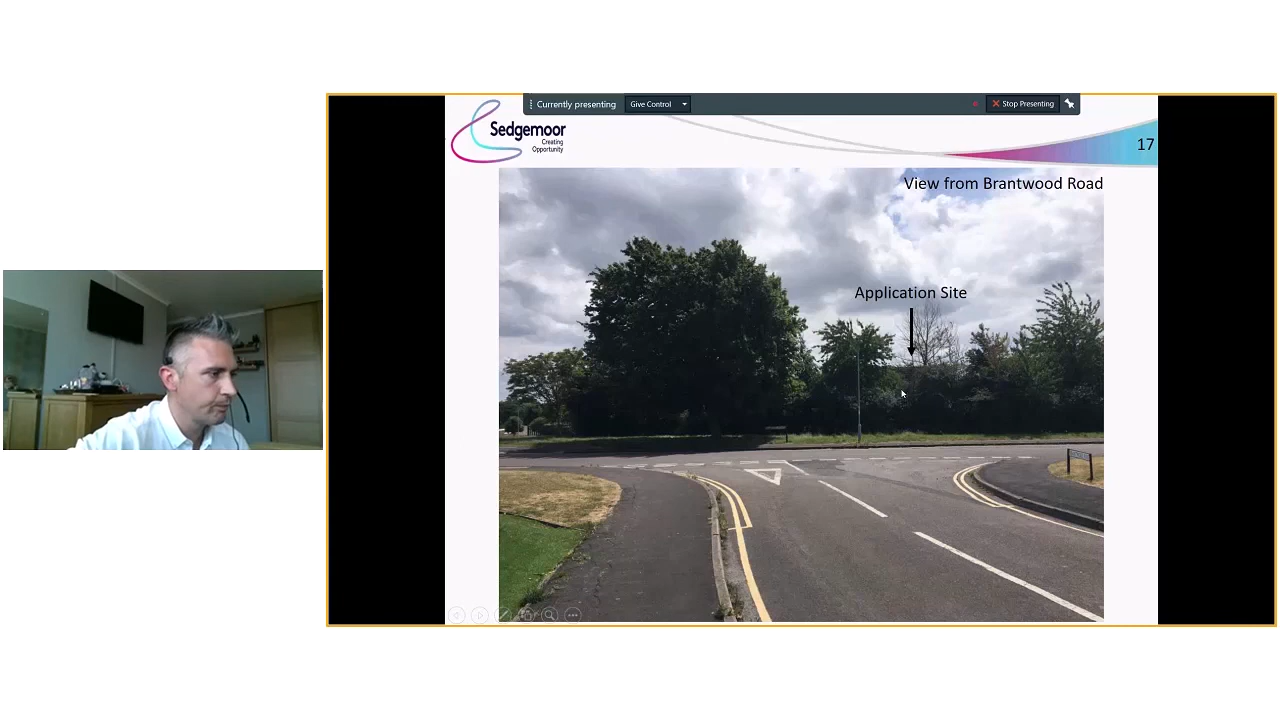 Currently presenting
Give Control
Stop Presenting
Sedgemoor
Creating
Opportunity
17
View from Brantwood Road
Application Site